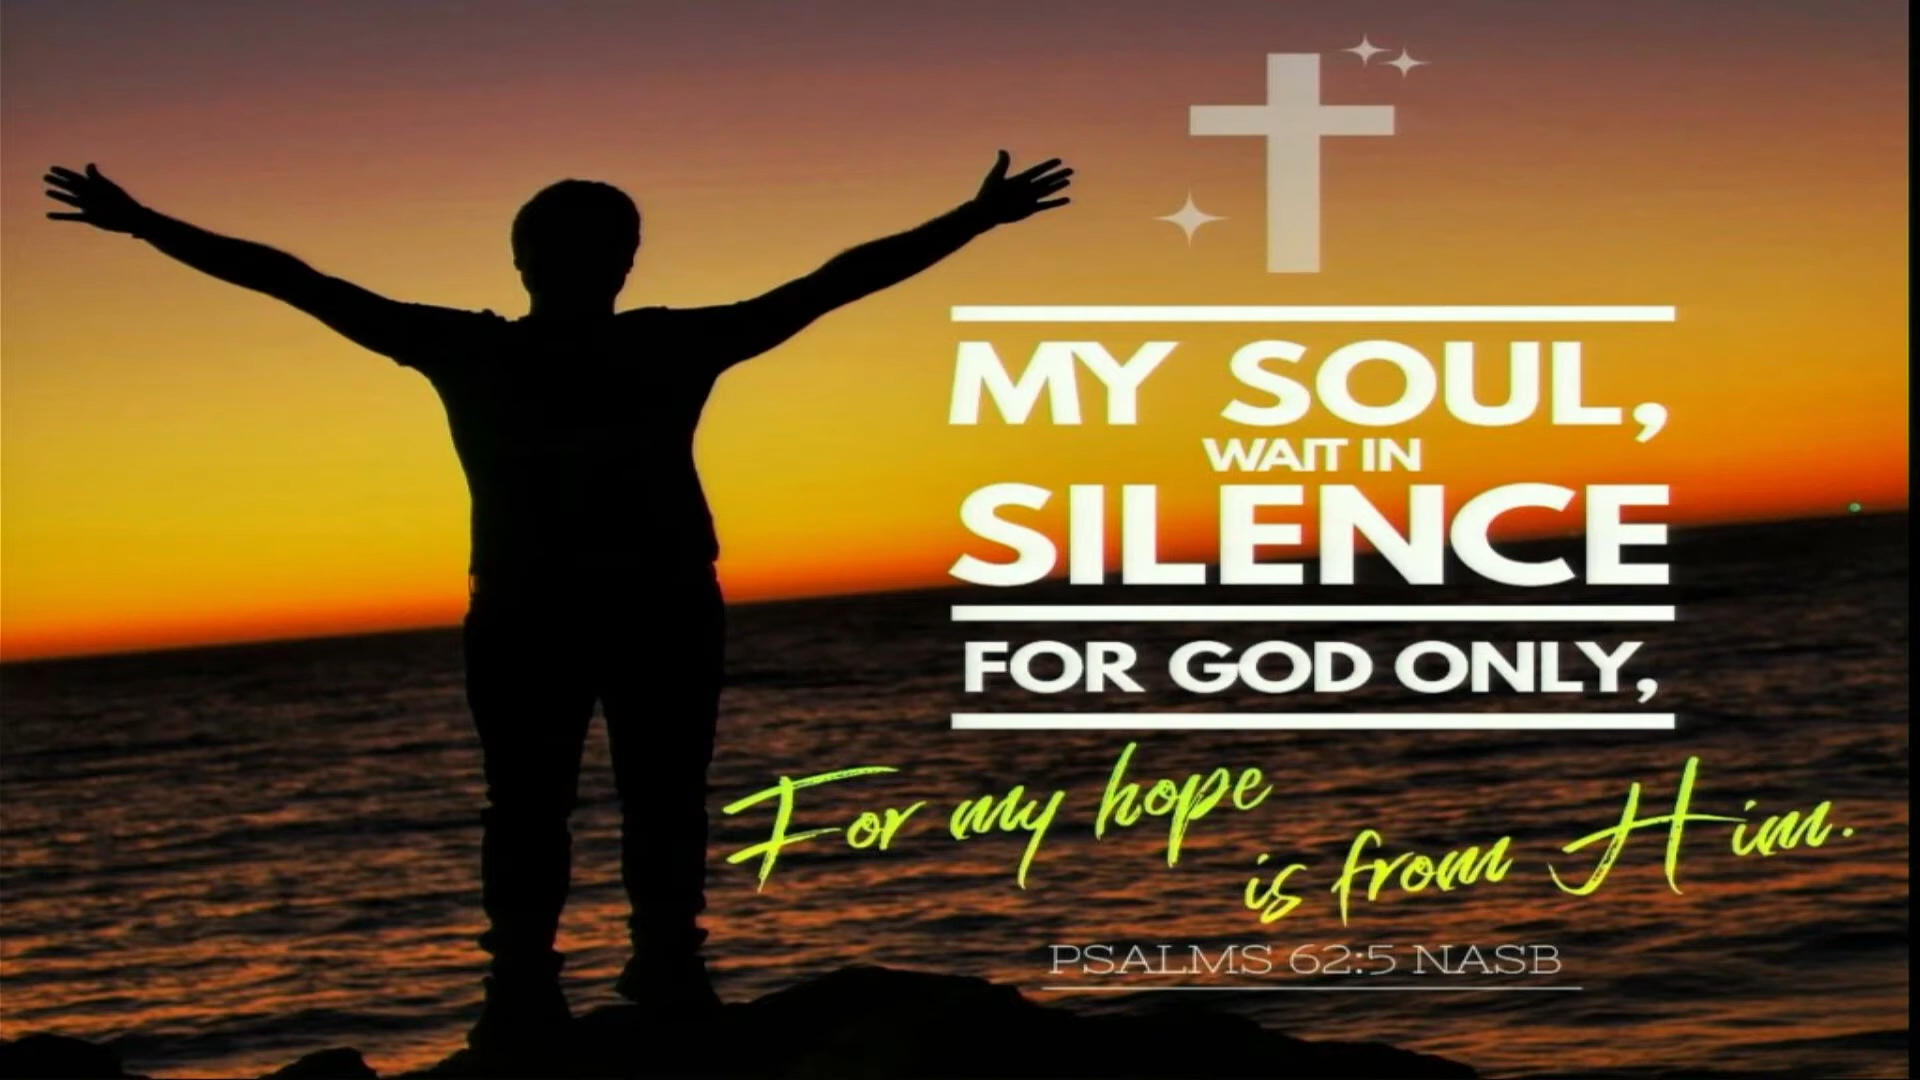 MY SOUL,
WAIT IN
SILENCE
FOR GOD ONLY,
For my hope
is from Him.
PSALMS 62:5 NASB